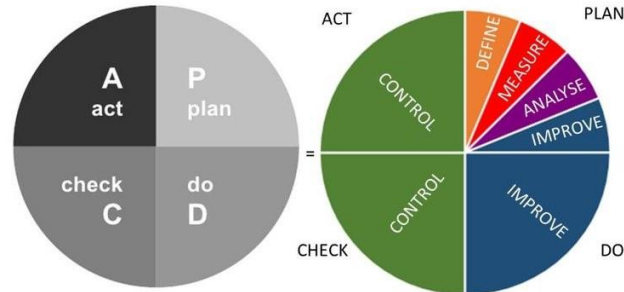 A
act
P
plan
check
C
do
D
=
ACT
PLAN
CONTROL
DEFINE
MEASURE
ANALYSE
IMPROVE
CONTROL
IMPROVE
CHECK
DO